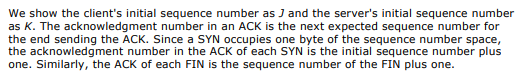 We show the client's initial sequence number as J and the server's initial sequence number
as K. The acknowledgment number in an ACK is the next expected sequence number for
the end sending the ACK. Since a SYN occupies one byte of the sequence number space,
the acknowledgment number in the ACK of each SYN is the initial sequence number plus
one. Similarly, the ACK of each FIN is the sequence number of the FIN plus one.